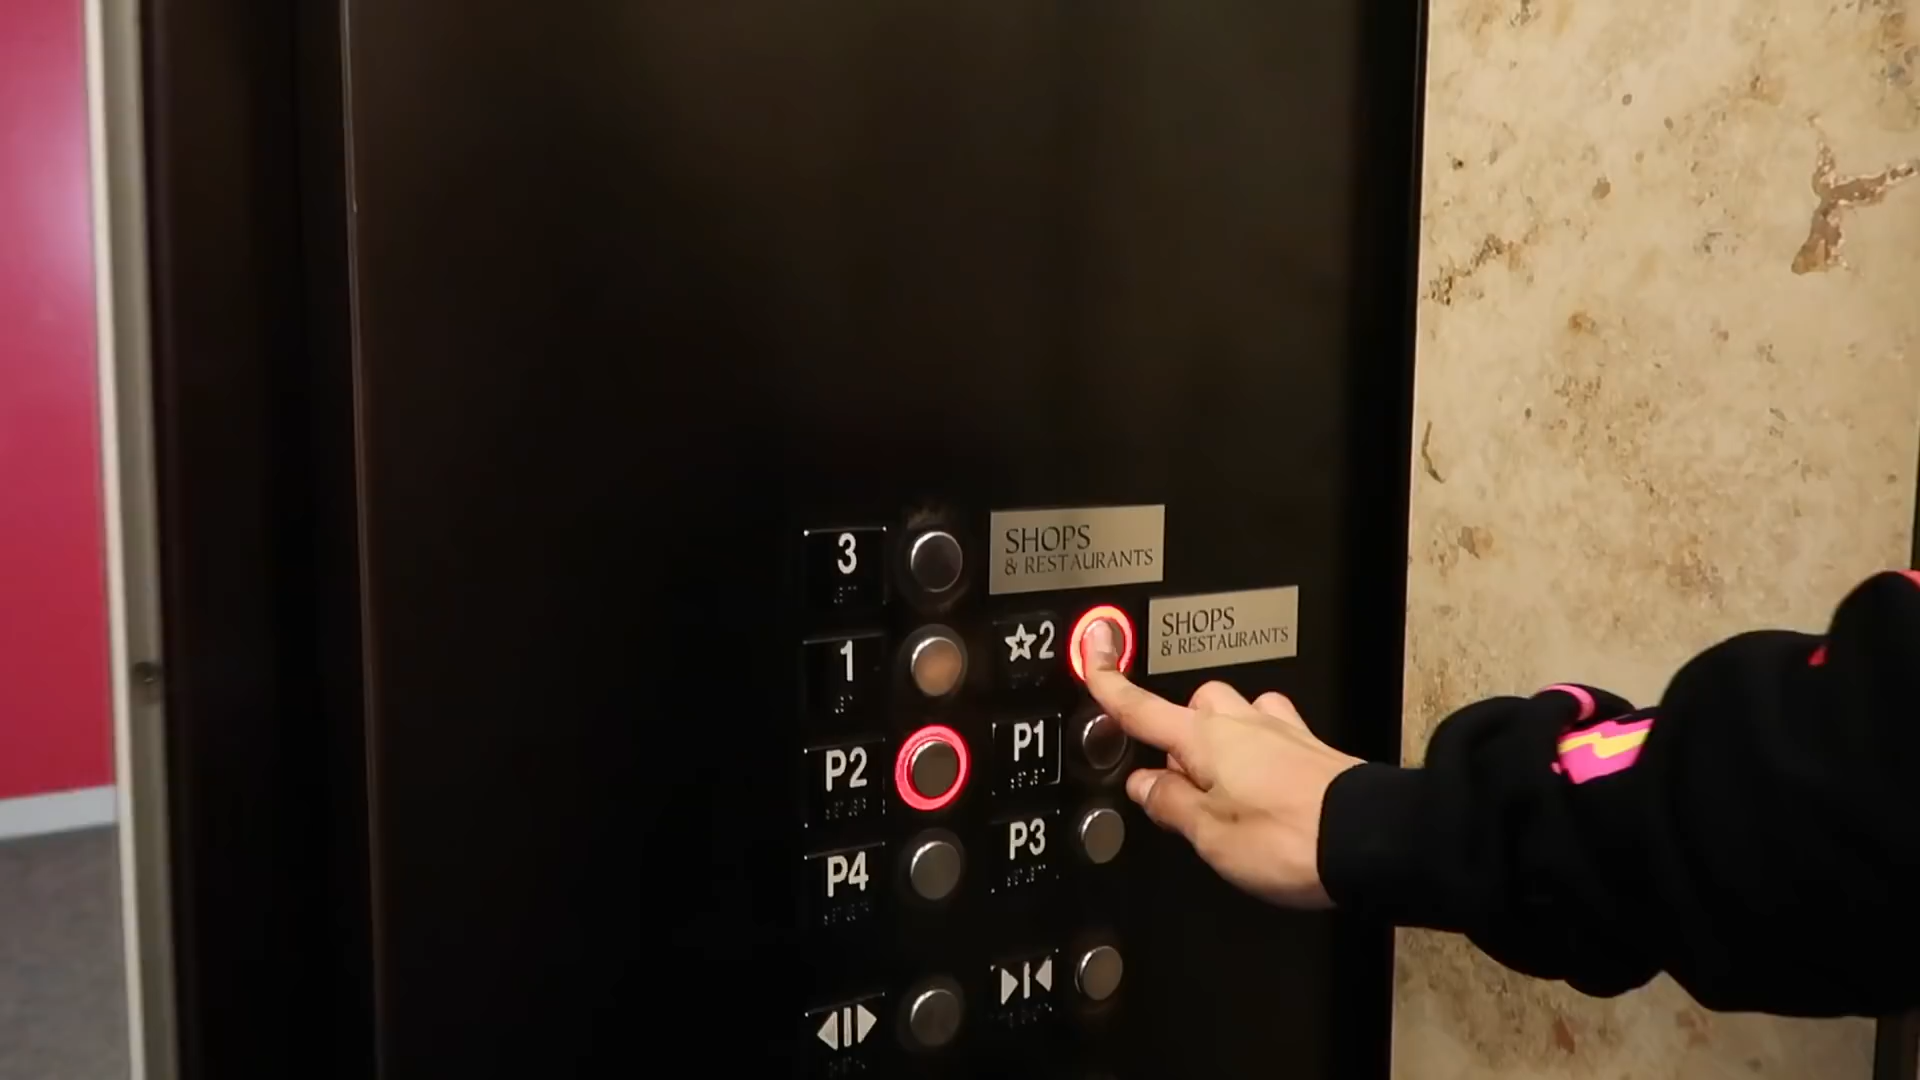 3
SHOPS
& RESTAURANTS
☆2
SHOPS
& RESTAURANTS
1
P1
P2
P3
P4